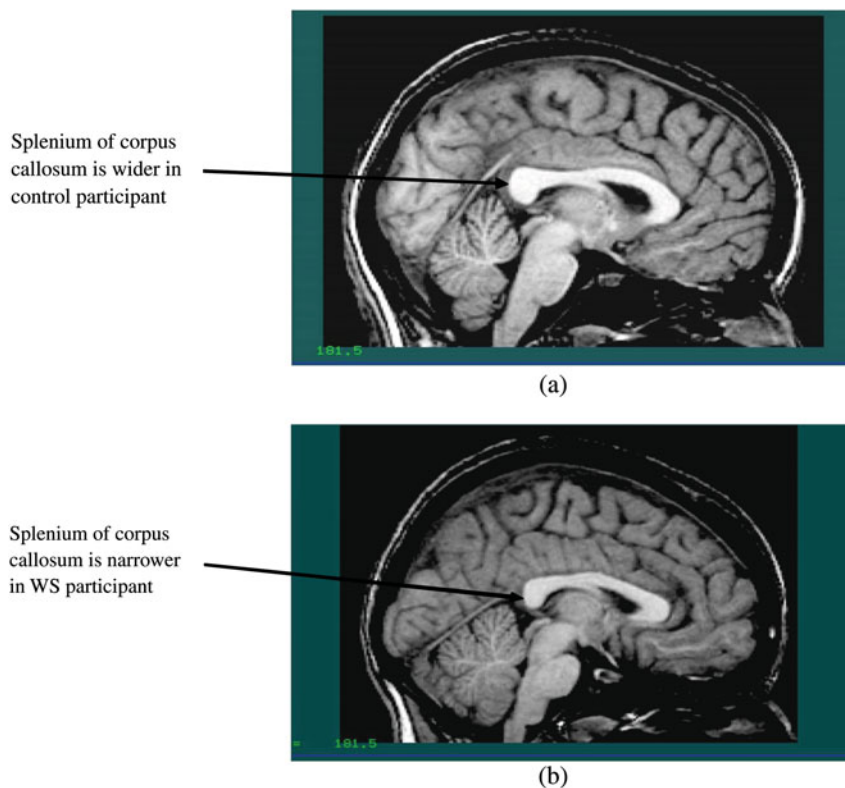 Splenium of corpus
callosum is wider in
control participant
181.5
(a)
Splenium of corpus
callosum is narrower
in WS participant
= 181.5
(b)